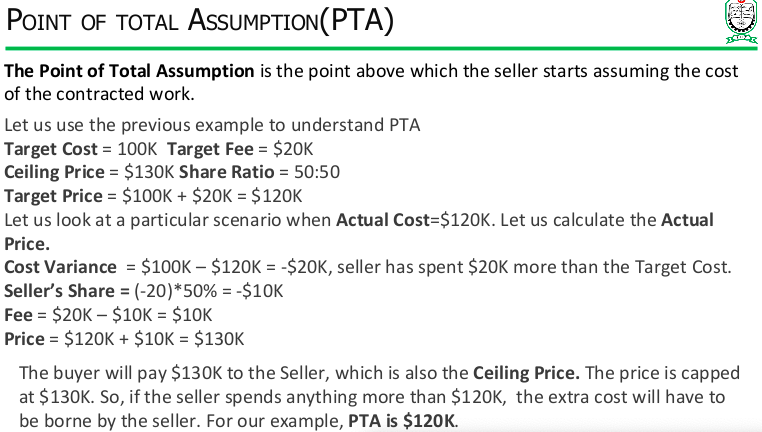 POINT OF TOTAL ASSUMPTION(PTA)
The Point of Total Assumption is the point above which the seller starts assuming the cost
of the contracted work.
Let us use the previous example to understand PTA
Target Cost = 100K Target Fee = $20K
Ceiling Price = $130K Share Ratio = 50:50
Target Price = $100K + $20K = $120K
Let us look at a particular scenario when Actual Cost=$120K. Let us calculate the Actual
Price.
Cost Variance = $100K – $120K = -$20K, seller has spent $20K more than the Target Cost.
Seller’s Share = (-20)*50% = -$10K
Fee = $20K – $10K = $10K
Price = $120K + $10K = $130K
The buyer will pay $130K to the Seller, which is also the Ceiling Price. The price is capped
at $130K. So, if the seller spends anything more than $120K, the extra cost will have to
be borne by the seller. For our example, PTA is $120K.